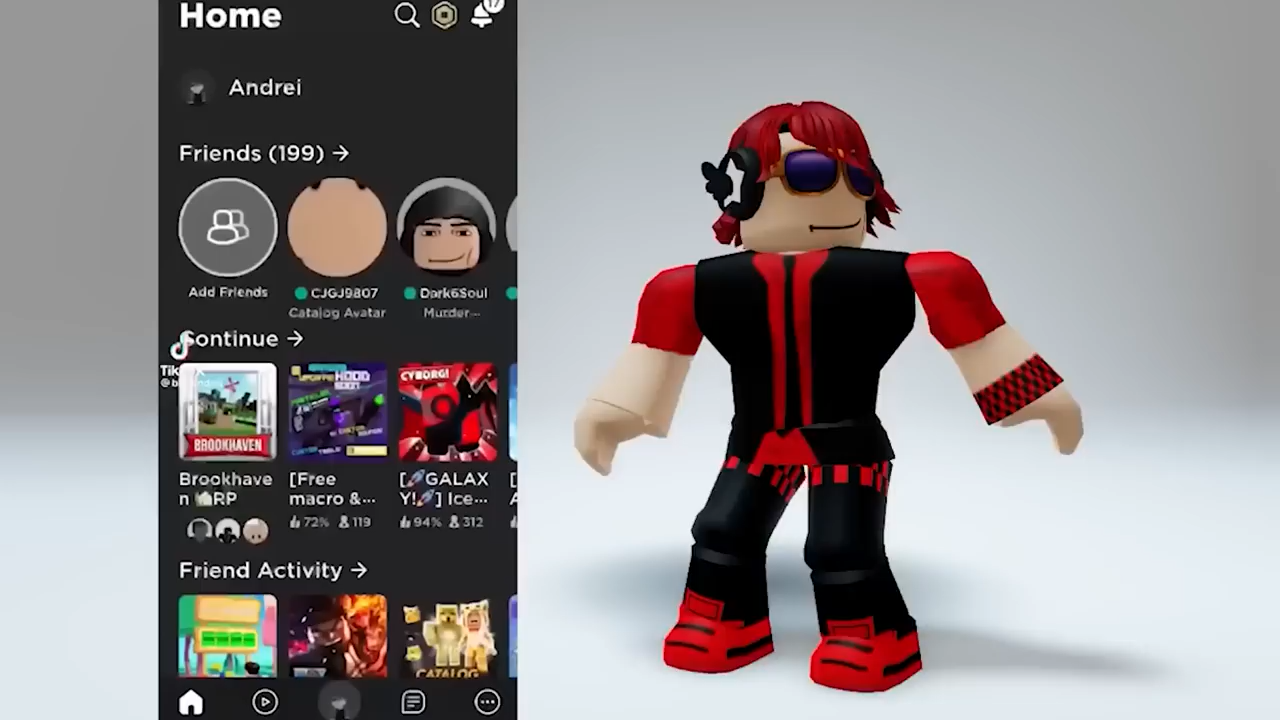 Home
17
Andrei
Friends (199) →
Add Friends
CJGJ9807
Catalog Avatar
Dark6Soul
Murder...
Continue →
CYBORG!
BROOKHAVEN
Brookhave
n 🏠RP
[Free
macro &...
72% 119
[🚀GALAX
Y!🚀] Ice...
94% 312
Friend Activity →
CATALOG